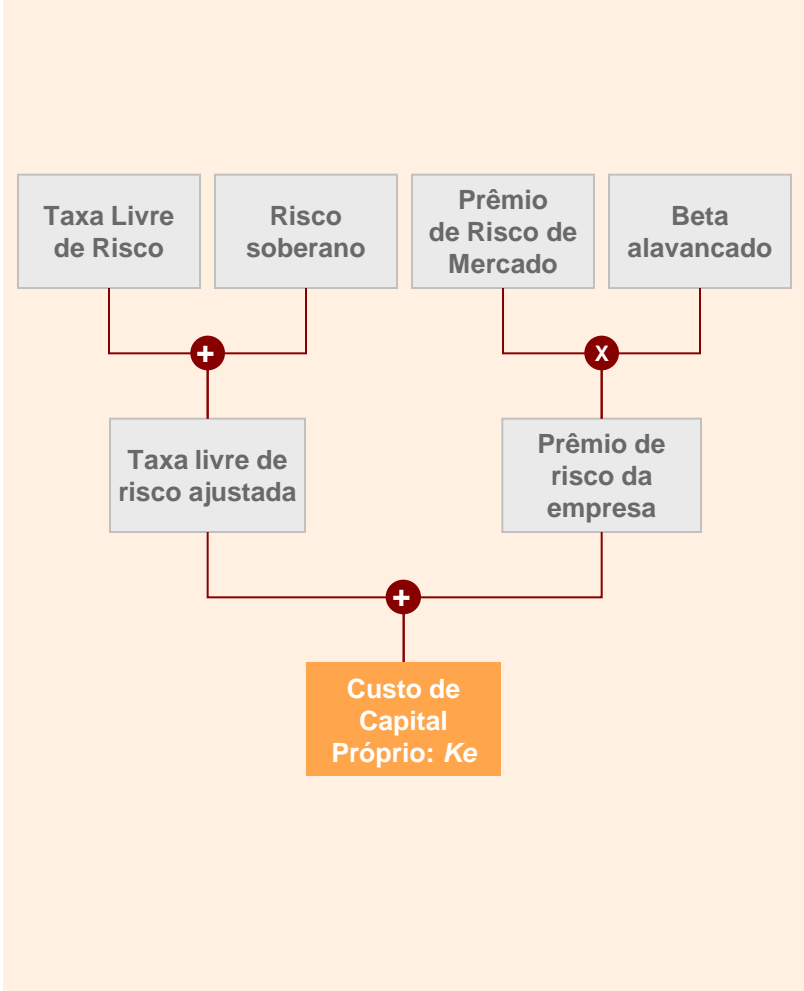 Taxa Livre
de Risco
Risco
soberano
Prêmio
de Risco de
Mercado
Beta
alavancado
+
X
Taxa livre de
risco ajustada
Prêmio de
risco da
empresa
+
Custo de
Capital
Próprio: Ke